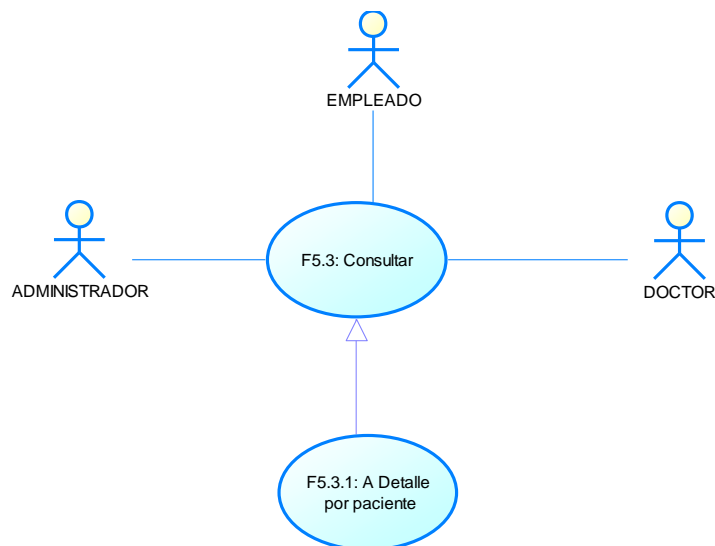 EMPLEADO
F5.3: Consultar
ADMINISTRADOR
DOCTOR
F5.3.1: A Detalle
por paciente